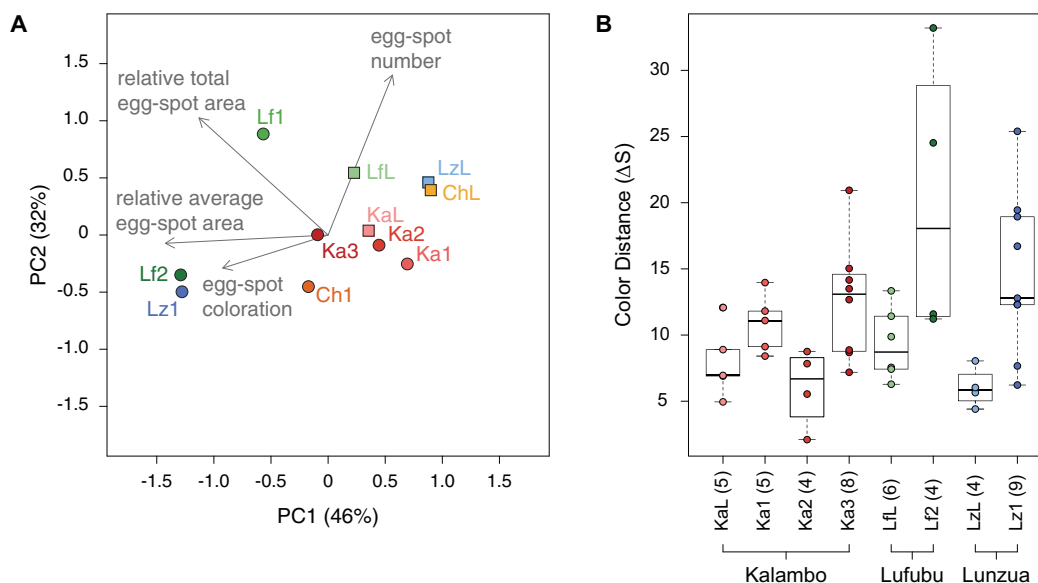 A
egg-spot
number
relative total
egg-spot area
Lf1
LfL
LzL
ChL
relative average
egg-spot area
KaL
Ka2
Ka3
Ka1
Lf2
egg-spot
coloration
Ch1
Lz1
1.5
1.0
0.5
0
-0.5
-1.0
-1.5
PC2 (32%)
-1.5
-1.0
-0.5
0
0.5
1.0
1.5
PC1 (46%)
B
30
25
20
15
10
5
Color Distance (ΔS)
KaL (5)
Ka1 (5)
Ka2 (4)
Ka3 (8)
LfL (6)
Lf2 (4)
LzL (4)
Lz1 (9)
Kalambo
Lufubu
Lunzua